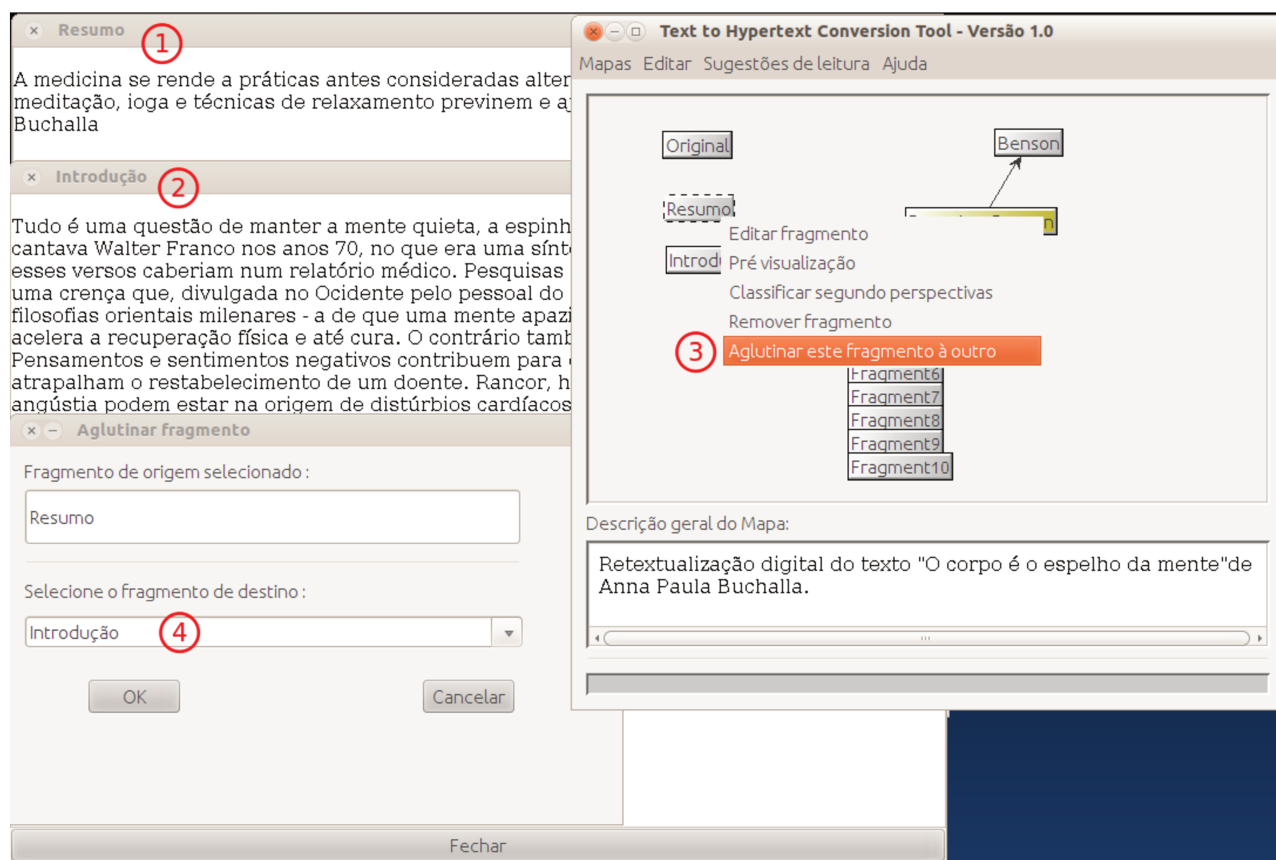 Resumo
1
A medicina se rende a práticas antes consideradas alter
meditação, ioga e técnicas de relaxamento previnem e
Buchalla
Introdução
2
Tudo é uma questão de manter a mente quieta, a espinh
cantava Walter Franco nos anos 70, no que era uma
esses versos caberiam num relatório médico. Pesquisas
uma crença que, divulgada no Ocidente pelo pessoal do
filosofias orientais milenares - a de que uma mente apazi
acelera a recuperação física e até cura. O contrário tamb
Pensamentos e sentimentos negativos contribuem para
atrapalham o restabelecimento de um doente. Rancor, h
angústia podem estar na origem de distúrbios cardíacos
Aglutinar fragmento
Fragmento de origem selecionado :
Resumo
Selecione o fragmento de destino :
Introdução
4
OK
Cancelar
Fechar
Text to Hypertext Conversion Tool - Versão 1.0
Mapas Editar Sugestões de leitura Ajuda
Original
Benson
Resumo
Introd
Editar fragmento
Pré visualização
Classificar segundo perspectivas
Remover fragmento
3
Aglutinar este fragmento à outro
Fragment6
Fragment7
Fragment8
Fragment9
Fragment10
Descrição geral do Mapa:
Retextualização digital do texto "O corpo é o espelho da mente"de
Anna Paula Buchalla.